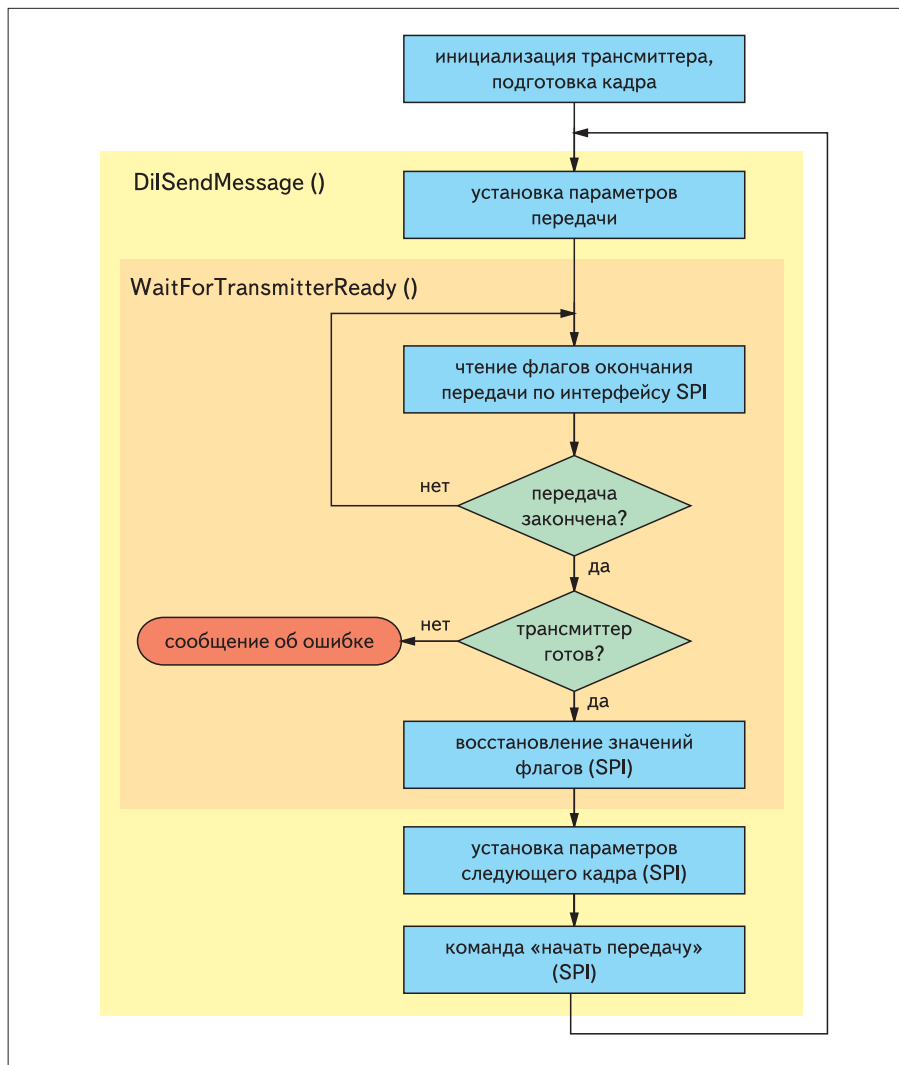 инициализация трансмиттера,
подготовка кадра
DilSendMessage ()
установка параметров
передачи
WaitForTransmitterReady ()
чтение флагов окончания
передачи по интерфейсу SPI
нет
передача
закончена?
да
сообщение об ошибке
нет
трансмиттер
готов?
да
восстановление значений
флагов (SPI)
установка параметров
следующего кадра (SPI)
команда «начать передачу»
(SPI)